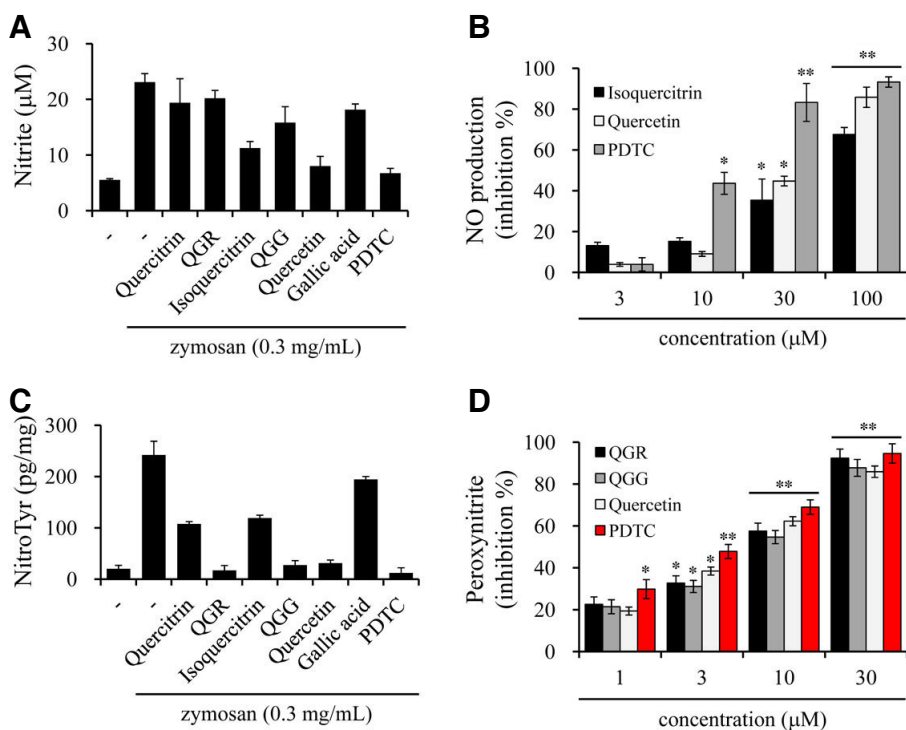 A
Nitrite (μM)
30
20
10
0
-
-
Quercitrin
QGR
Isoquercitrin
QGG
Quercetin
Gallic acid
PDTC
zymosan (0.3 mg/mL)
B
NO production
(inhibition %)
100
80
60
40
20
0
Isoquercitrin
Quercetin
PDTC
*
* *
**
**
3 10 30 100
concentration (μM)
C
NitroTyr (pg/mg)
300
200
100
0
-
-
Quercitrin
QGR
Isoquercitrin
QGG
Quercetin
Gallic acid
PDTC
zymosan (0.3 mg/mL)
D
Peroxynitrite
(inhibition %)
100
80
60
40
20
0
QGR
QGG
Quercetin
PDTC
*
* * * **
**
**
1 3 10 30
concentration (μM)